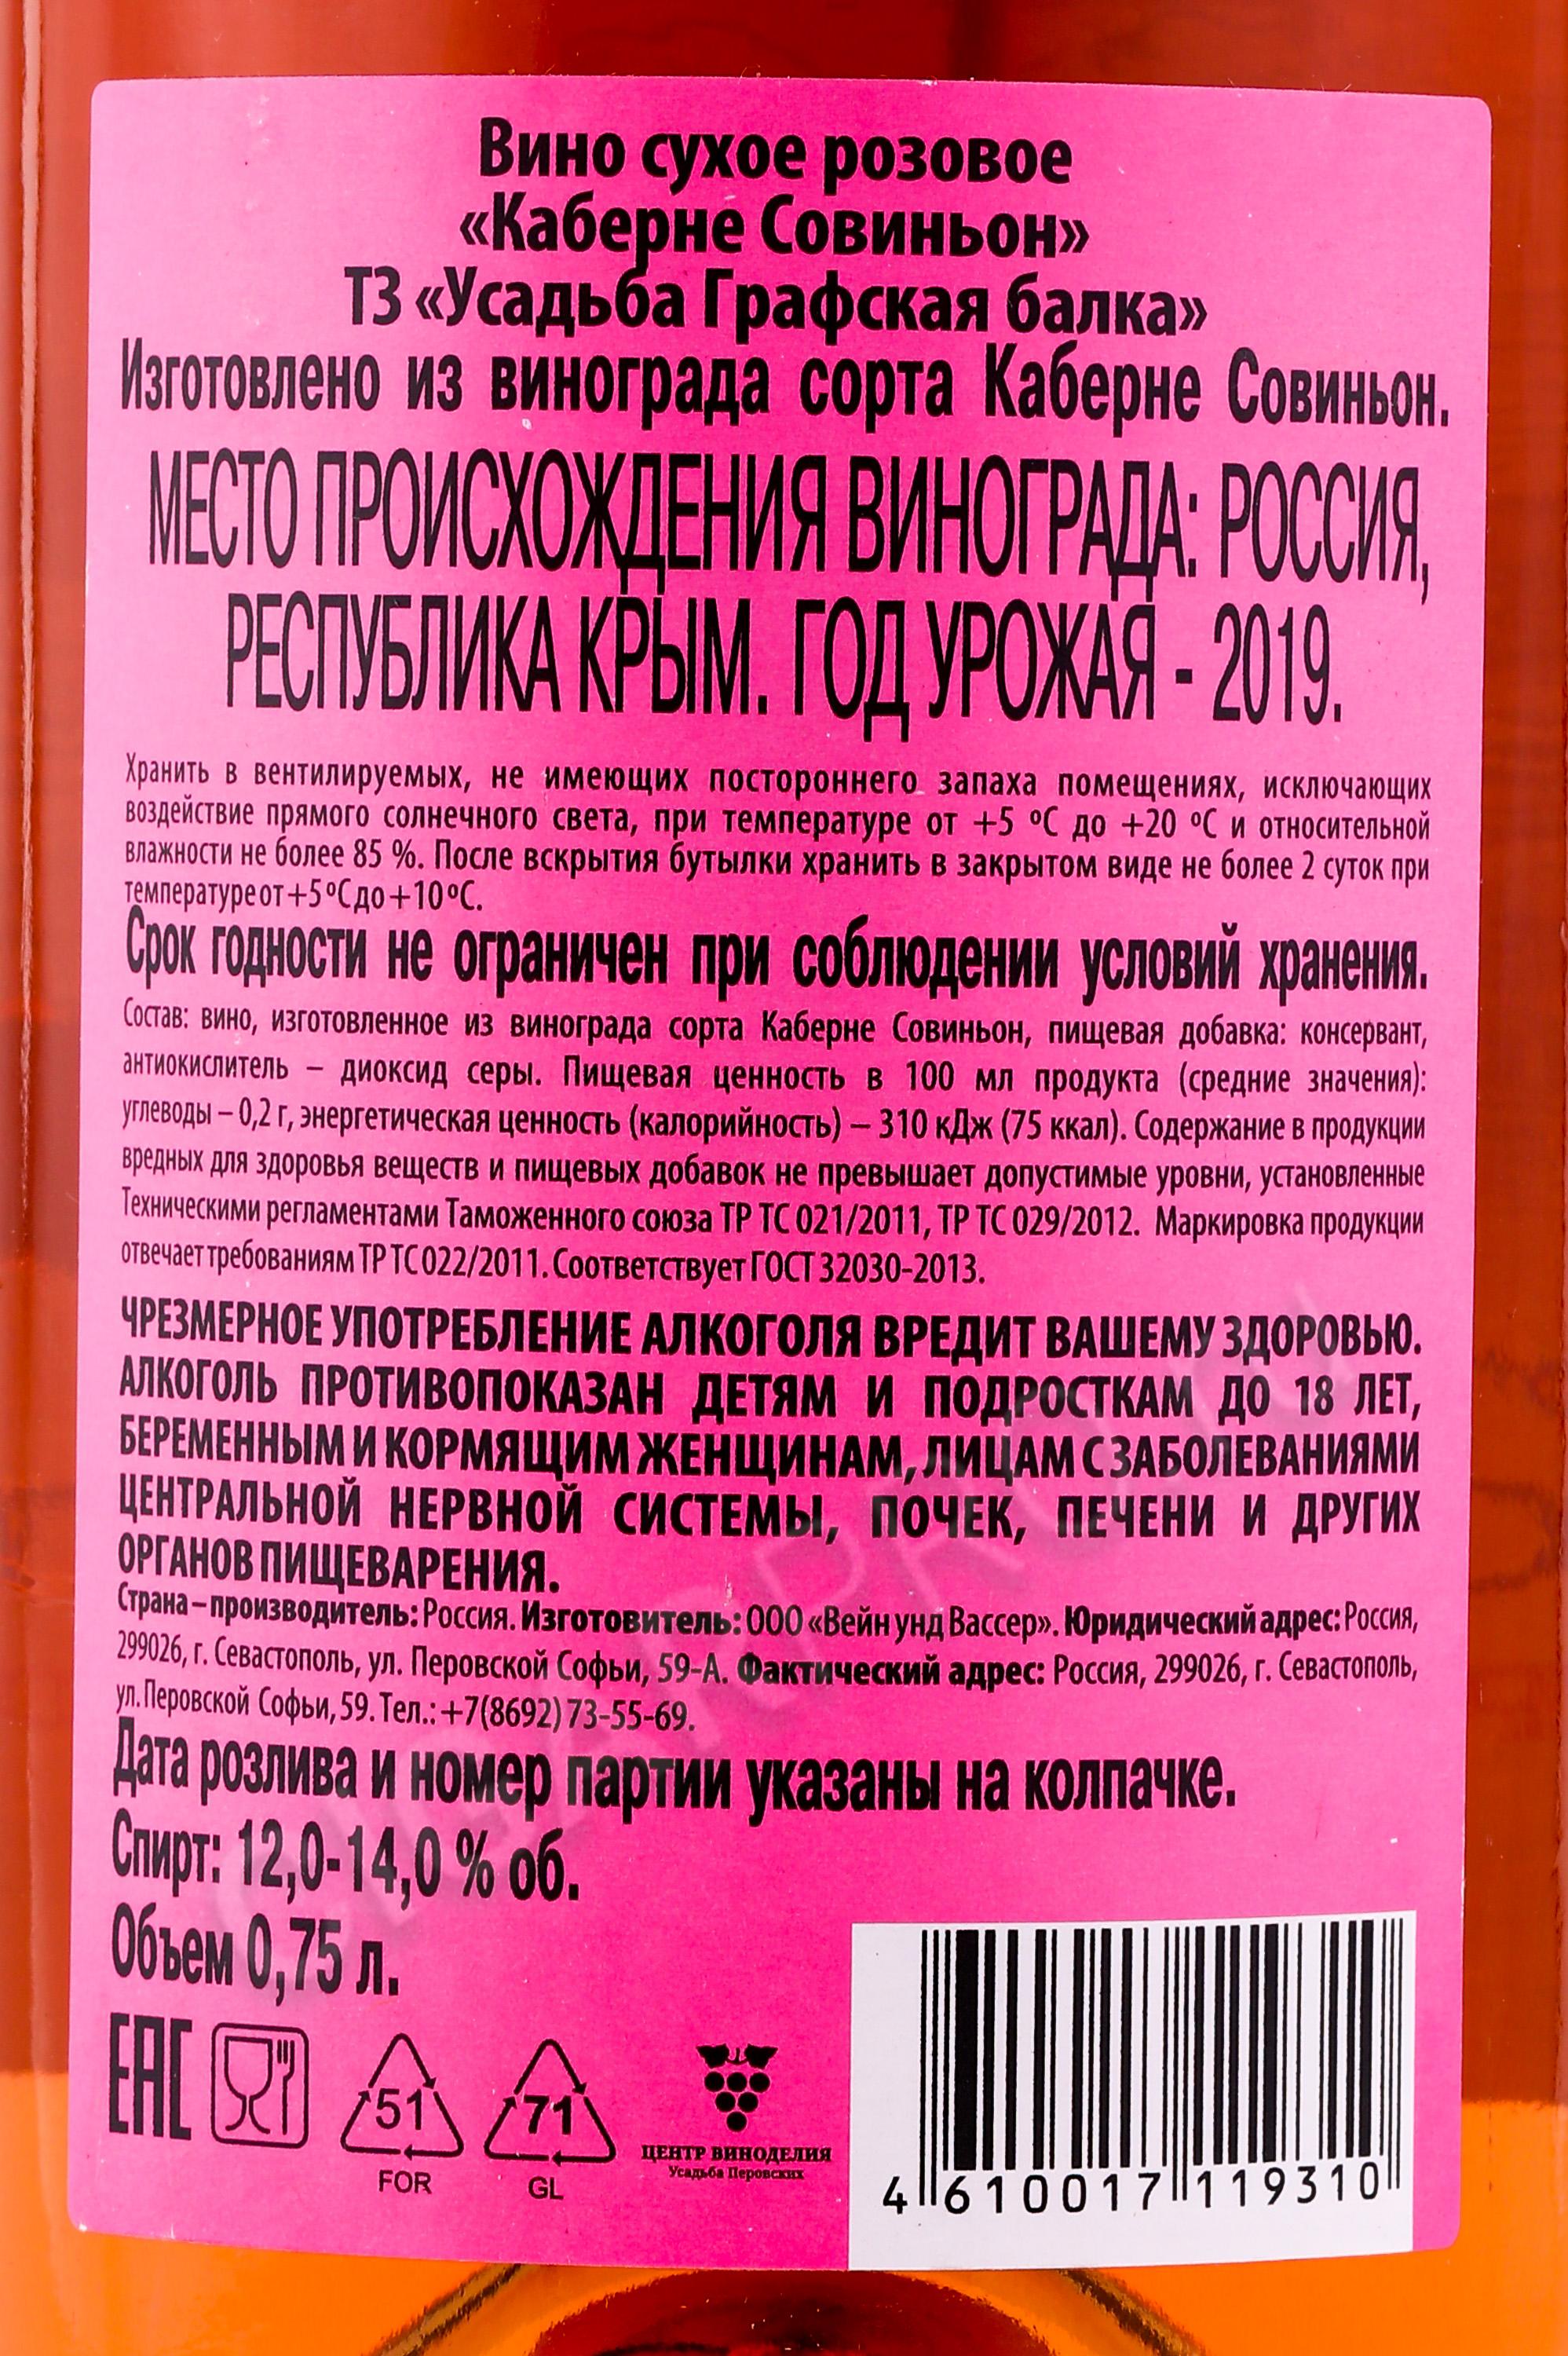 Вино сухое розовое
«Каберне Совиньон»
ТЗ «Усадьба Графская балка»
Изготовлено из винограда сорта Каберне Совиньон.
МЕСТО ПРОИСХОЖДЕНИЯ ВИНОГРАДА: РОССИЯ,
РЕСПУБЛИКА КРЫМ. ГОД УРОЖАЯ - 2019.
Хранить в вентилируемых, не имеющих постороннего запаха помещениях, исключающих
воздействие прямого солнечного света, при температуре от +5 ºС до +20 ºС и относительной
влажности не более 85 %. После вскрытия бутылки хранить в закрытом виде не более 2 суток при
температуре от +5 ºС до +10 ºС.
Срок годности не ограничен при соблюдении условий хранения.
Состав: вино, изготовленное из винограда сорта Каберне Совиньон, пищевая добавка: консервант,
антиокислитель – диоксид серы. Пищевая ценность в 100 мл продукта (средние значения):
углеводы – 0,2 г, энергетическая ценность (калорийность) – 310 кДж (75 ккал). Содержание в продукции
вредных для здоровья веществ и пищевых добавок не превышает допустимые уровни, установленные
Техническими регламентами Таможенного союза ТР ТС 021/2011, ТР ТС 029/2012. Маркировка продукции
отвечает требованиям ТР ТС 022/2011. Соответствует ГОСТ 32030-2013.
ЧРЕЗМЕРНОЕ УПОТРЕБЛЕНИЕ АЛКОГОЛЯ ВРЕДИТ ВАШЕМУ ЗДОРОВЬЮ.
АЛКОГОЛЬ ПРОТИВОПОКАЗАН ДЕТЯМ И ПОДРОСТКАМ ДО 18 ЛЕТ,
БЕРЕМЕННЫМ И КОРМЯЩИМ ЖЕНЩИНАМ, ЛИЦАМ С ЗАБОЛЕВАНИЯМИ
ЦЕНТРАЛЬНОЙ НЕРВНОЙ СИСТЕМЫ, ПОЧЕК, ПЕЧЕНИ И ДРУГИХ
ОРГАНОВ ПИЩЕВАРЕНИЯ.
Страна – производитель: Россия. Изготовитель: ООО «Вейн унд Вассер». Юридический адрес: Россия,
299026, г. Севастополь, ул. Перовской Софьи, 59-А. Фактический адрес: Россия, 299026, г. Севастополь,
ул. Перовской Софьи, 59. Тел.: +7(8692) 73-55-69.
Дата розлива и номер партии указаны на колпачке.
Спирт: 12,0-14,0 % об.
Объем 0,75 л.
ЕАС
51
FOR
71
GL
ЦЕНТР ВИНОДЕЛИЯ
Усадьба Перовских
4 610017 119310